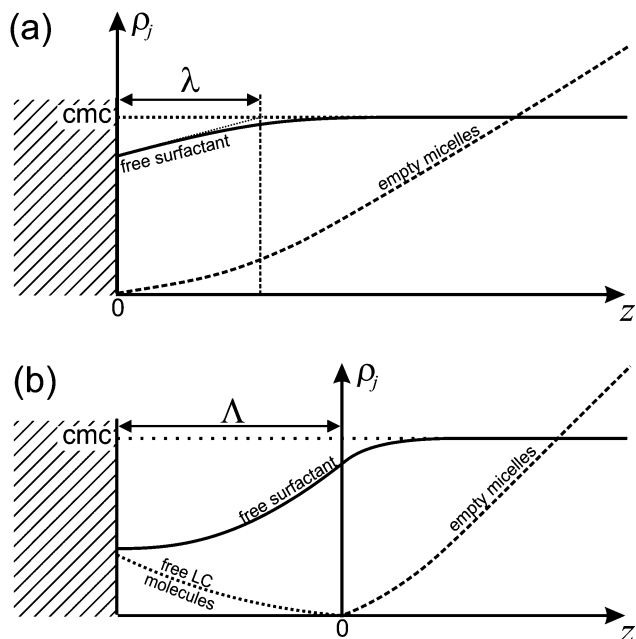 (a)
ρj
λ
cmc
free surfactant
empty micelles
0
z
(b)
ρj
Λ
cmc
free surfactant
empty micelles
free LC
molecules
0
z